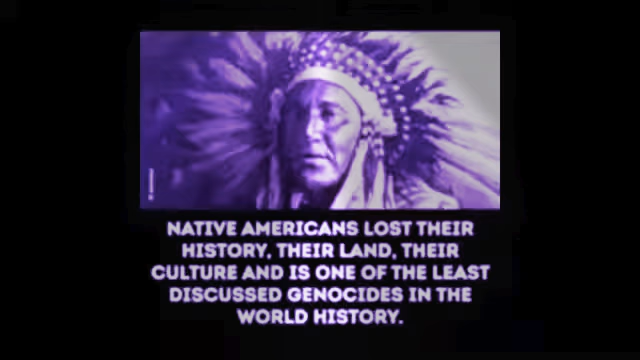 NATIVE AMERICANS LOST THEIR
HISTORY, THEIR LAND, THEIR
CULTURE AND IS ONE OF THE LEAST
DISCUSSED GENOCIDES IN THE
WORLD HISTORY.